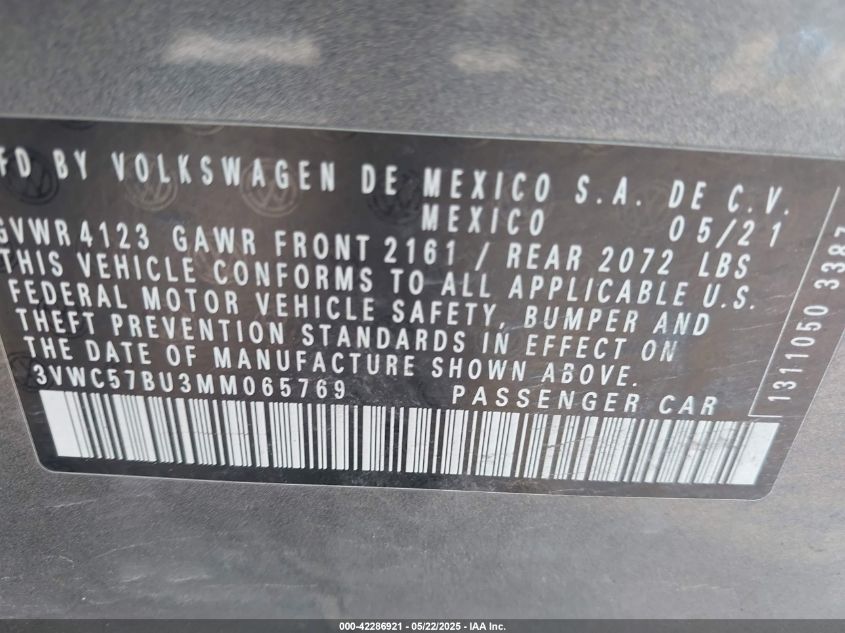 FD BY VOLKSWAGEN DE MEXICO S.A. DE C.V.
MEXICO 05/21
GVWR 4123 GAWR FRONT 2161 / REAR 2072 LBS
THIS VEHICLE CONFORMS TO ALL APPLICABLE U.S.
FEDERAL MOTOR VEHICLE SAFETY, BUMPER AND
THEFT PREVENTION STANDARDS IN EFFECT ON
THE DATE OF MANUFACTURE SHOWN ABOVE.
3VWC57BU3MM065769 PASSENGER CAR
1311050 3387
000-42286921 - 05/22/2025 - IAA Inc.